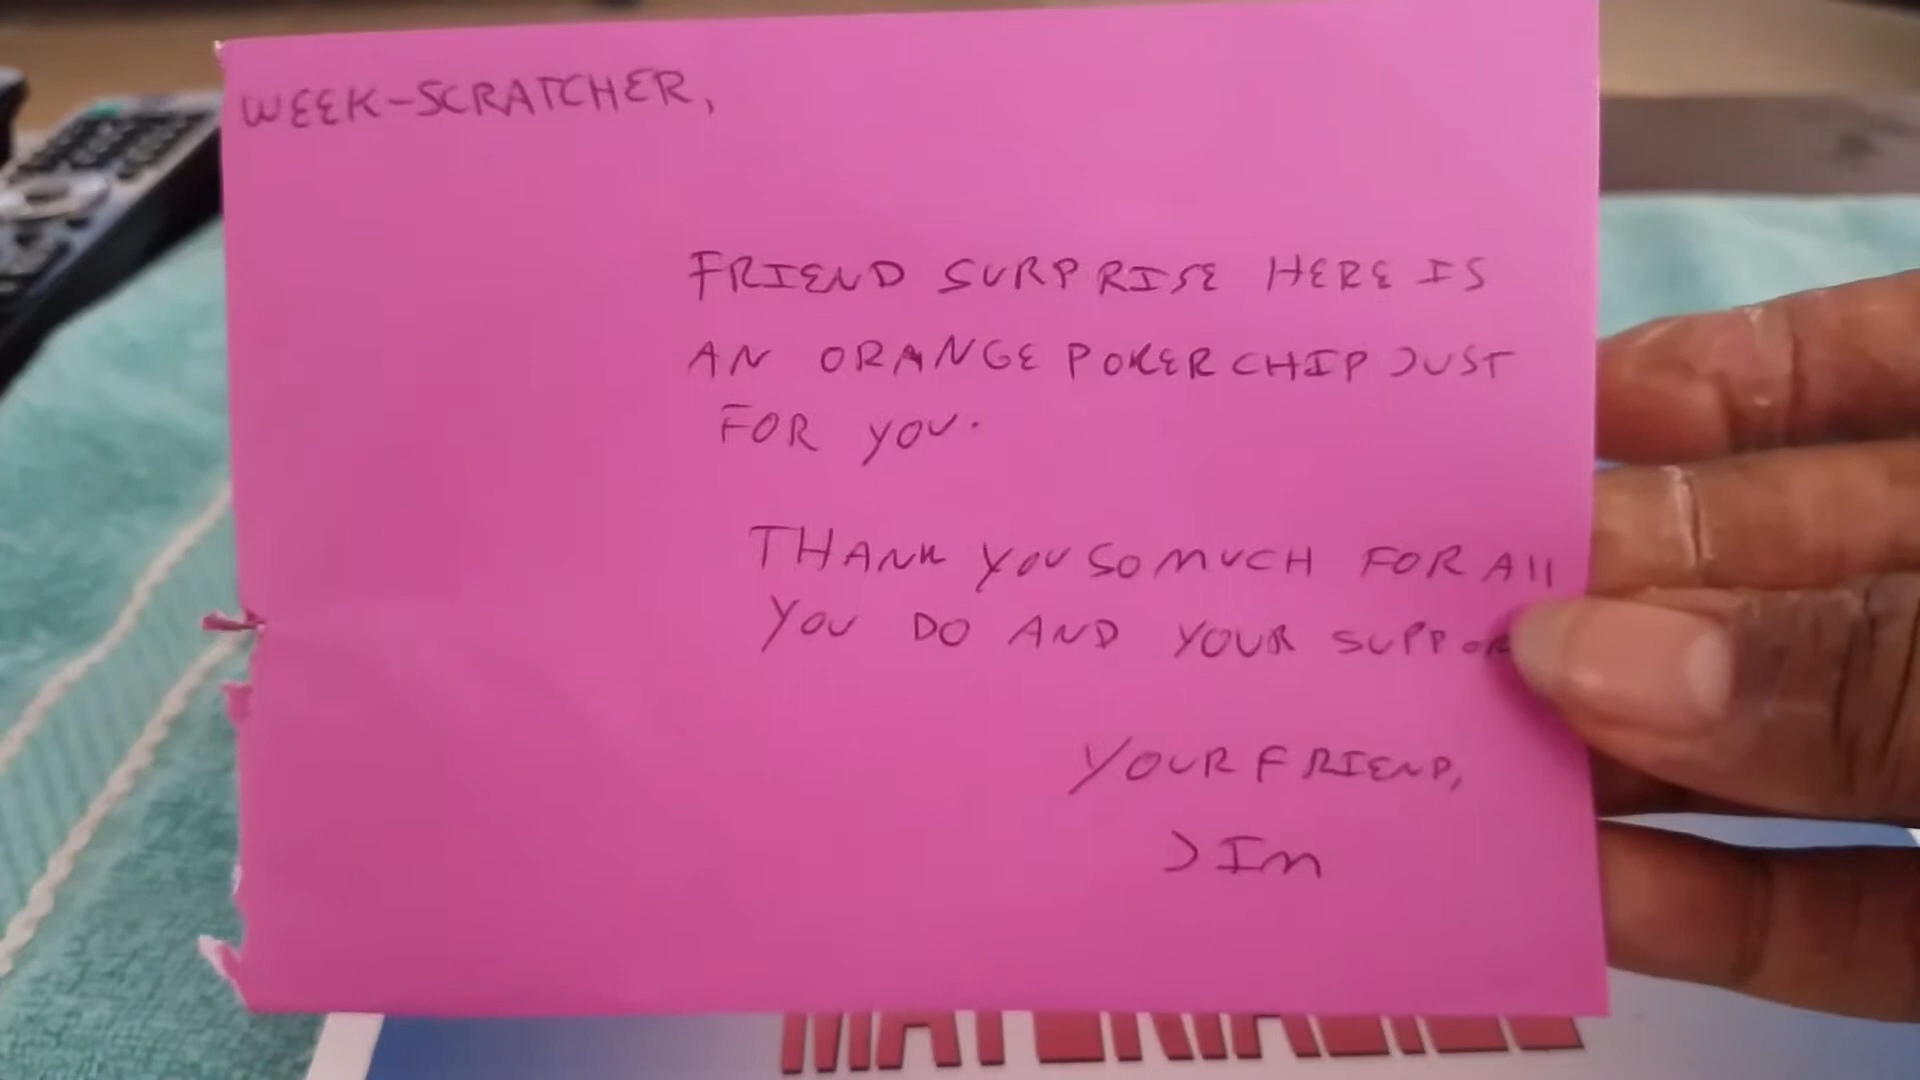 WEEK-SCRATCHER,
FRIEND SURPRISE HERE IS
AN ORANGE POKER CHIP JUST
FOR YOU.
THANK YOU SO MUCH FOR All
YOU DO AND YOUR
YOUR FRIEND,
JIm